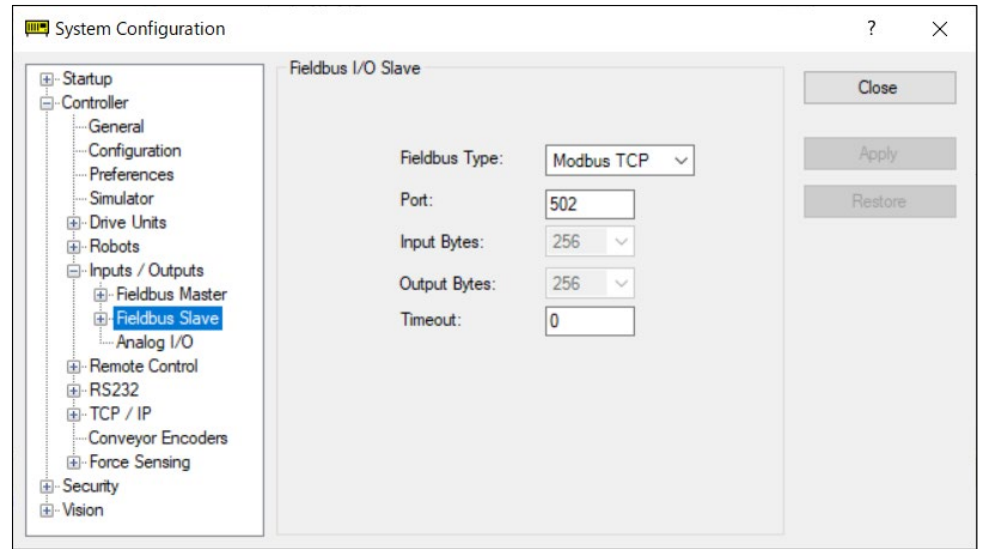 System Configuration
?
Startup
Controller
General
Configuration
Preferences
Simulator
Drive Units
Robots
Inputs / Outputs
Fieldbus Master
Fieldbus Slave
Analog I/O
Remote Control
RS232
TCP / IP
Conveyor Encoders
Force Sensing
Security
Vision
Fieldbus I/O Slave
Fieldbus Type: Modbus TCP
Port: 502
Input Bytes: 256
Output Bytes: 256
Timeout: 0
Close
Apply
Restore